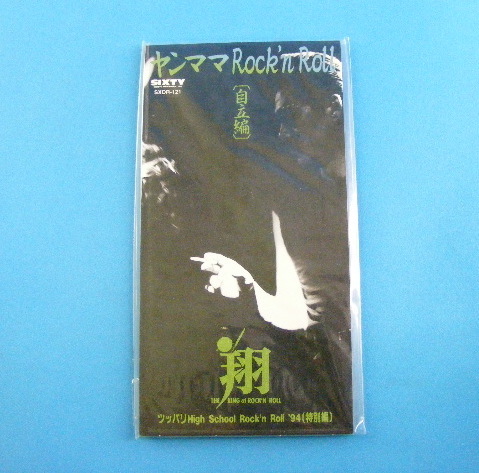 ヤンママRock'n Roll
SIXTY
SXDR-121
〔自立編〕
翔
THE KING of ROCK'N ROLL
ツッパリHigh School Rock'n Roll '94〔特別編〕